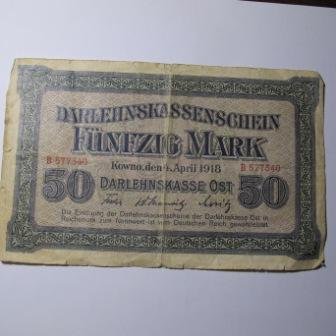 DARLEHNSKASSENSCHEIN
FÜNFZIG MARK
B 577340 B 577340
Kowno, den 4. April 1918
50 DARLEHNSKASSE OST 50
Die Einlösung der Darlehnskassenscheine der Darlehnskasse Ost in
Reichsmark zum Nennwert ist vom Deutschen Reich gewährleistet.